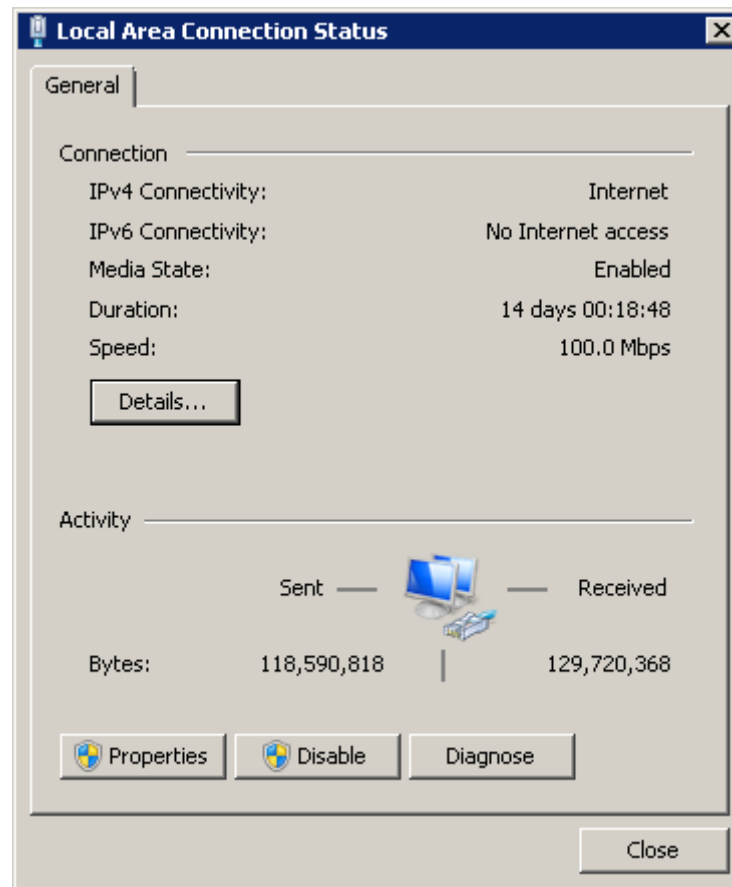 Local Area Connection Status
General
Connection
IPv4 Connectivity: Internet
IPv6 Connectivity: No Internet access
Media State: Enabled
Duration: 14 days 00:18:48
Speed: 100.0 Mbps
Details...
Activity
Sent Received
Bytes: 118,590,818 129,720,368
Properties Disable Diagnose
Close